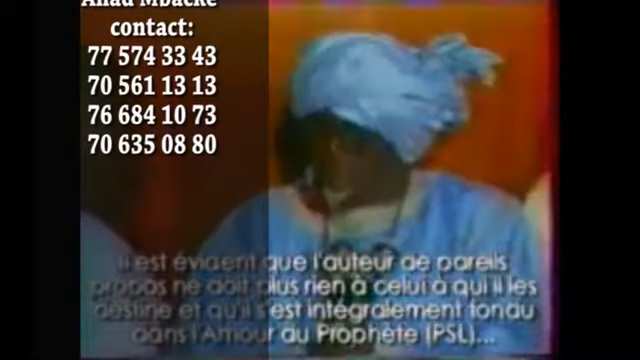 Ahad Mbacké
contact:
77 574 33 43
70 561 13 13
76 684 10 73
70 635 08 80
Il est évident que l'auteur de pareils
propos ne doit plus rien à celui à qui il les
destine et qu'il s'est intégralement fondu
dans l'Amour du Prophète (PSL)...